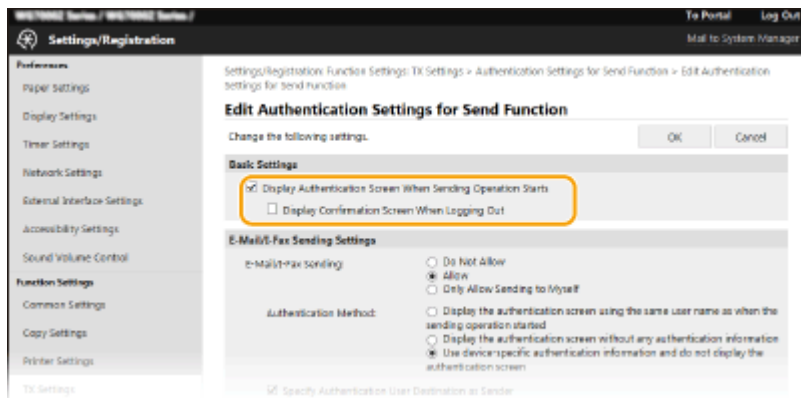 To Portal Log Out
Settings/Registration
Mail to System Manager
Preferences
Paper Settings
Display Settings
Timer Settings
Network Settings
External Interface Settings
Accessibility Settings
Sound Volume Control
Function Settings
Common Settings
Copy Settings
Printer Settings
TX Settings
Settings/Registration: Function Settings: TX Settings > Authentication Settings for Send Function > Edit Authentication
Settings for Send Function
Edit Authentication Settings for Send Function
Change the following settings.
OK
Cancel
Basic Settings
Display Authentication Screen When Sending Operation Starts
Display Confirmation Screen When Logging Out
E-Mail/I-Fax Sending Settings
E-Mail/I-Fax Sending:
Do Not Allow
Allow
Only Allow Sending to Myself
Authentication Method:
Display the authentication screen using the same user name as when the
sending operation started
Display the authentication screen without any authentication information
Use device-specific authentication information and do not display the
authentication screen
Specify Authentication User Destination as Sender